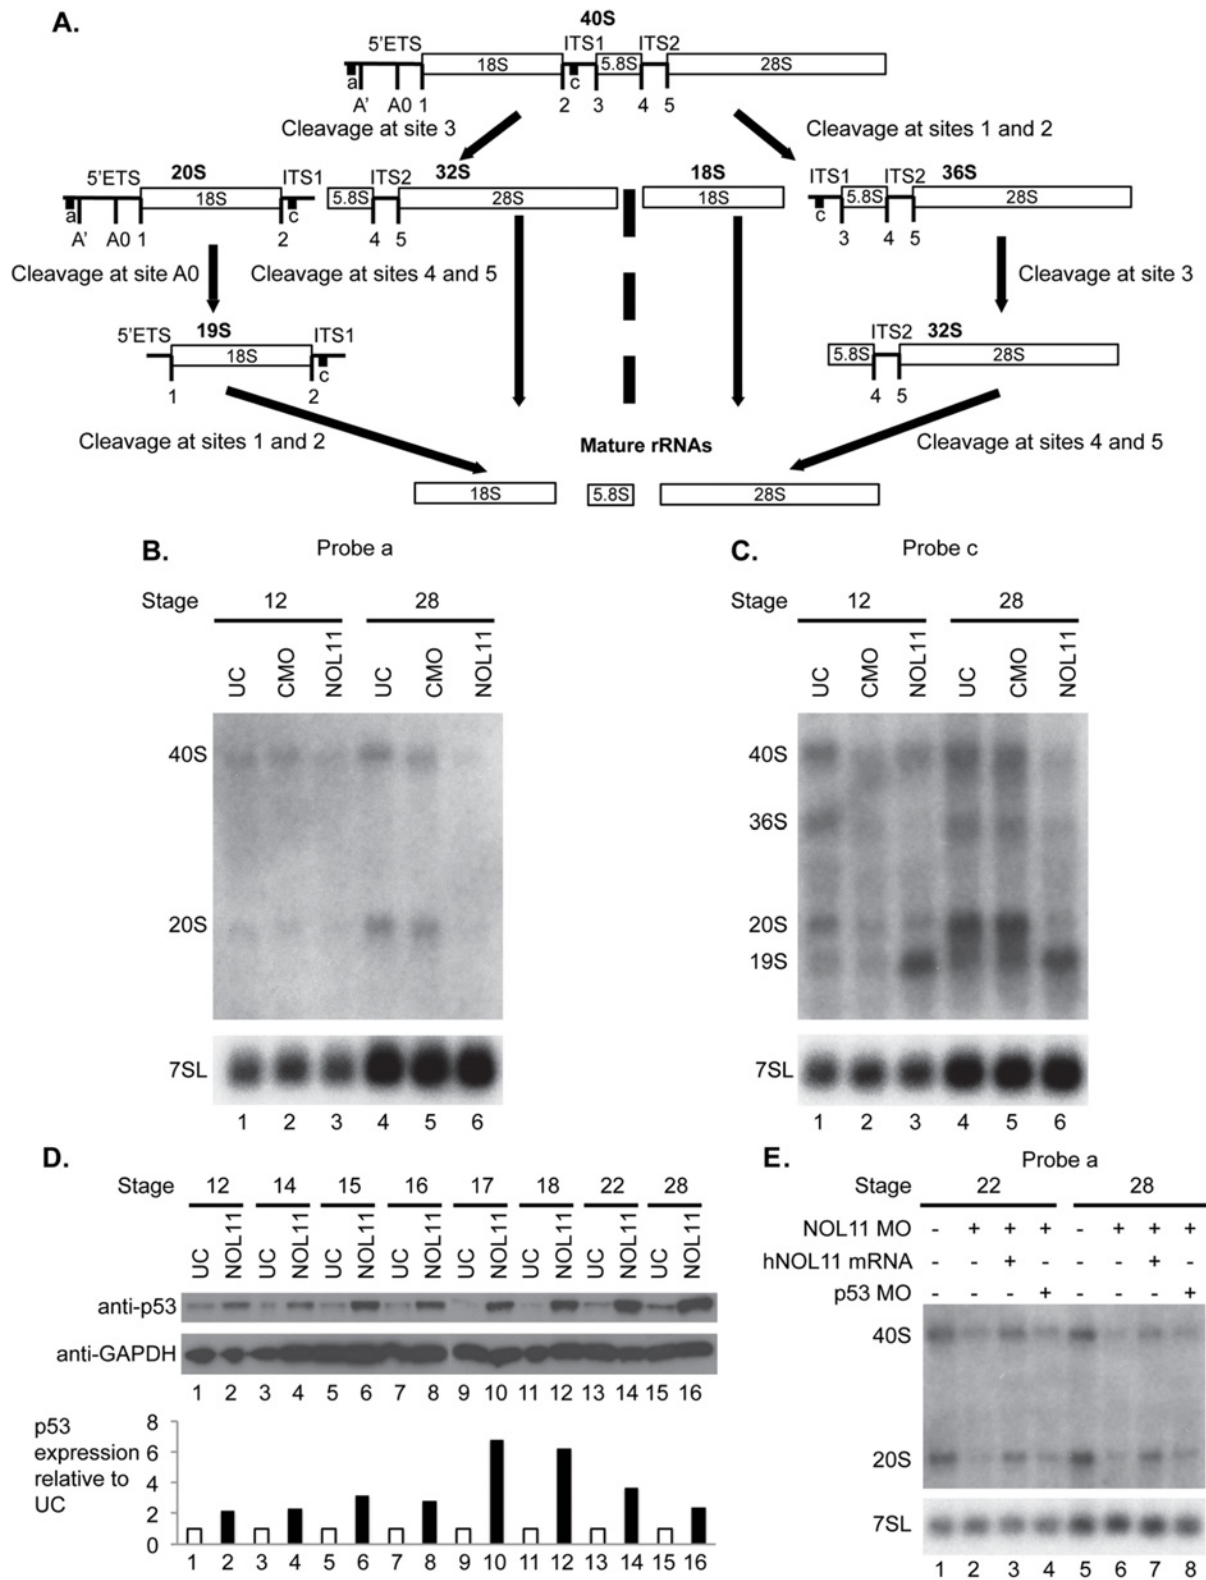 A.
40S
5'ETS ITS1 ITS2
18S 5.8S 28S
a c
A' A0 1 2 3 4 5
Cleavage at site 3 Cleavage at sites 1 and 2
5'ETS 20S ITS1 ITS2 32S 18S ITS1 ITS2 36S
18S 5.8S 28S 18S 5.8S 28S
a c c
A' A0 1 2 4 5 3 4 5
Cleavage at site A0 Cleavage at sites 4 and 5 Cleavage at site 3
5'ETS 19S ITS1 ITS2 32S
18S 5.8S 28S
c
1 2 4 5
Cleavage at sites 1 and 2 Mature rRNAs Cleavage at sites 4 and 5
18S 5.8S 28S
B. Probe a
Stage 12 28
UC CMO NOL11 UC CMO NOL11
40S
20S
7SL
1 2 3 4 5 6
C. Probe c
Stage 12 28
UC CMO NOL11 UC CMO NOL11
40S
36S
20S
19S
7SL
1 2 3 4 5 6
D.
Stage 12 14 15 16 17 18 22 28
UC NOL11 UC NOL11 UC NOL11 UC NOL11 UC NOL11 UC NOL11 UC NOL11 UC NOL11
anti-p53
anti-GAPDH
1 2 3 4 5 6 7 8 9 10 11 12 13 14 15 16
p53 8
expression 6
relative to 4
UC 2
0
1 2 3 4 5 6 7 8 9 10 11 12 13 14 15 16
E. Probe a
Stage 22 28
NOL11 MO - + + + - + + +
hNOL11 mRNA - - + - - - + -
p53 MO - - - + - - - +
40S
20S
7SL
1 2 3 4 5 6 7 8